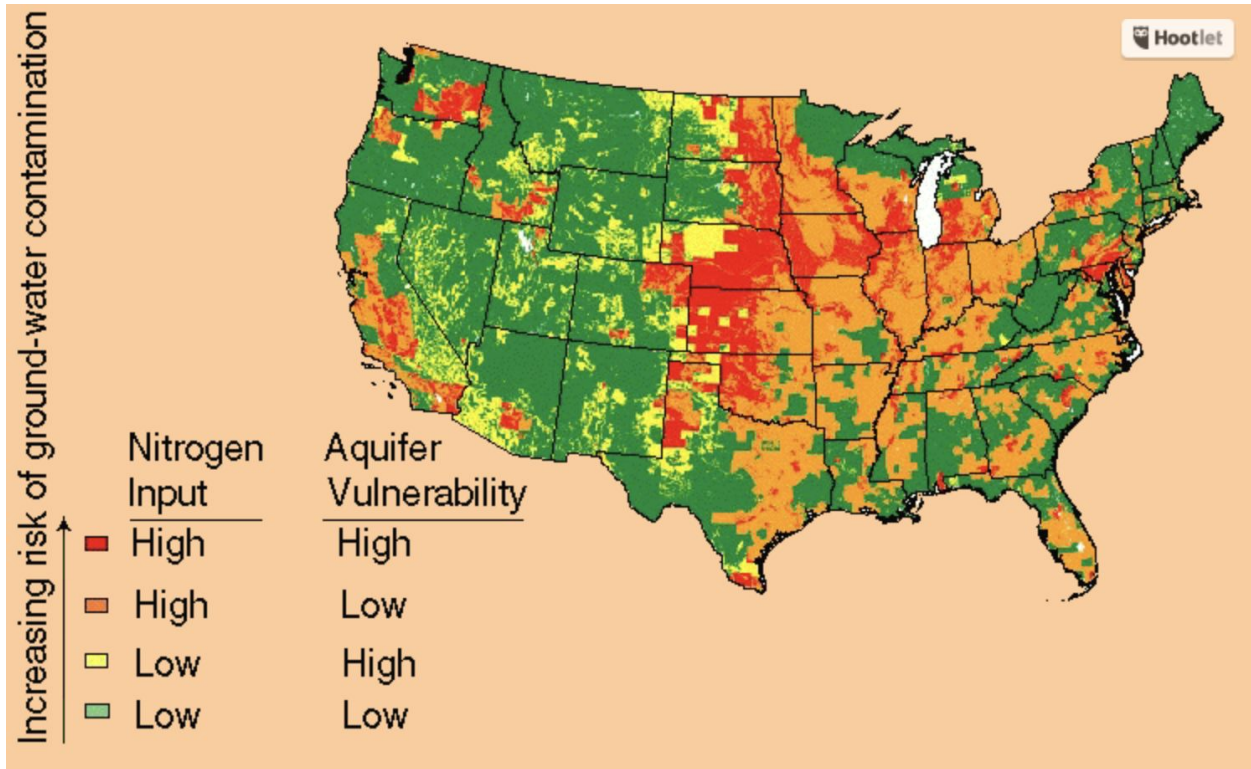 Hootlet
Increasing risk of ground-water contamination
Nitrogen Aquifer
Input Vulnerability
High High
High Low
Low High
Low Low